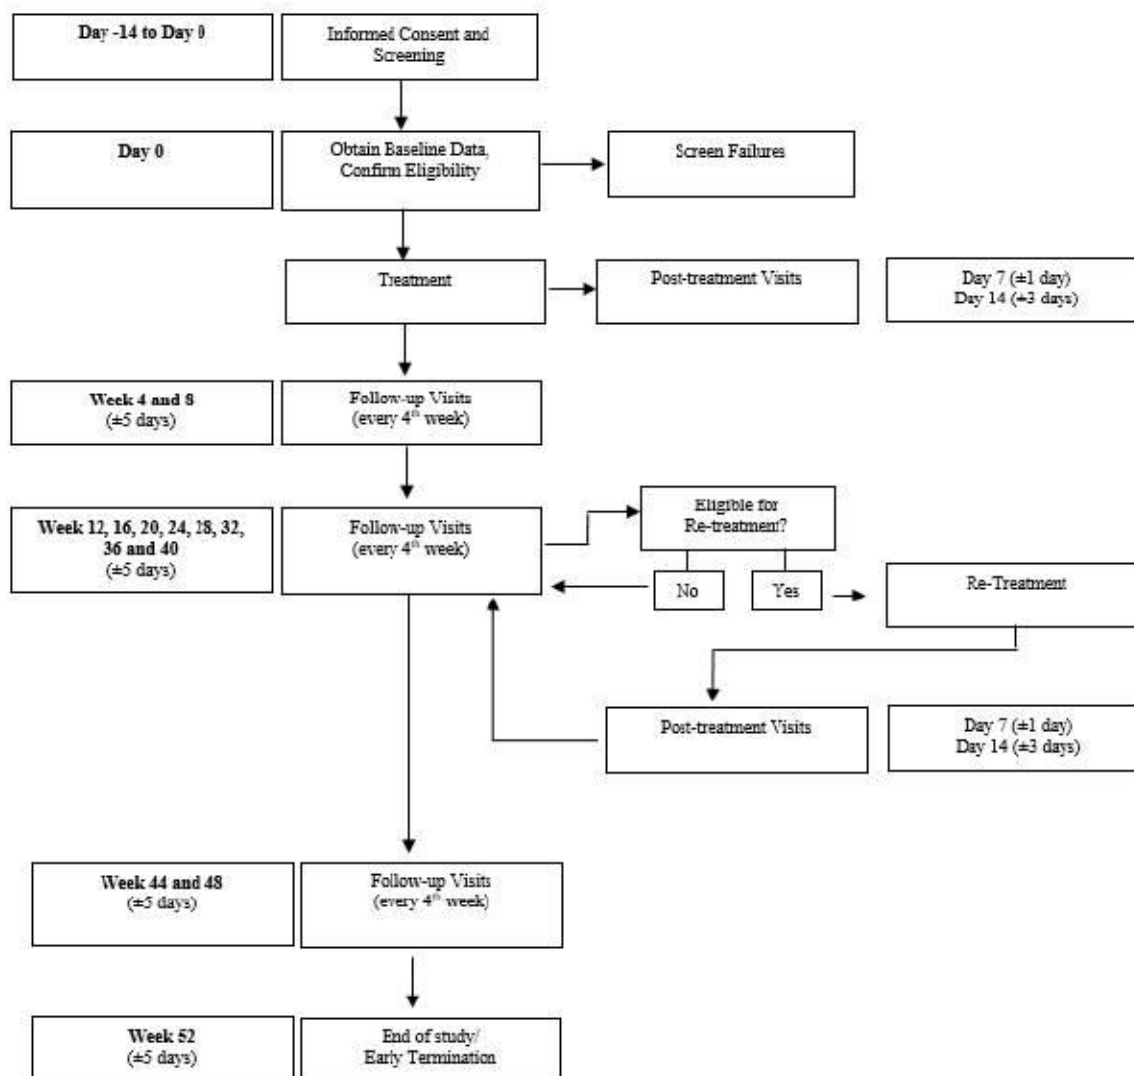 Day -14 to Day 0
Informed Consent and
Screening
Day 0
Obtain Baseline Data,
Confirm Eligibility
Screen Failures
Treatment
Post-treatment Visits
Day 7 (±1 day)
Day 14 (±3 days)
Week 4 and 8
(±5 days)
Follow-up Visits
(every 4th week)
Week 12, 16, 20, 24, 28, 32,
36 and 40
(±5 days)
Follow-up Visits
(every 4th week)
Eligible for
Re-treatment?
No
Yes
Re-Treatment
Post-treatment Visits
Day 7 (±1 day)
Day 14 (±3 days)
Week 44 and 48
(±5 days)
Follow-up Visits
(every 4th week)
Week 52
(±5 days)
End of study/
Early Termination